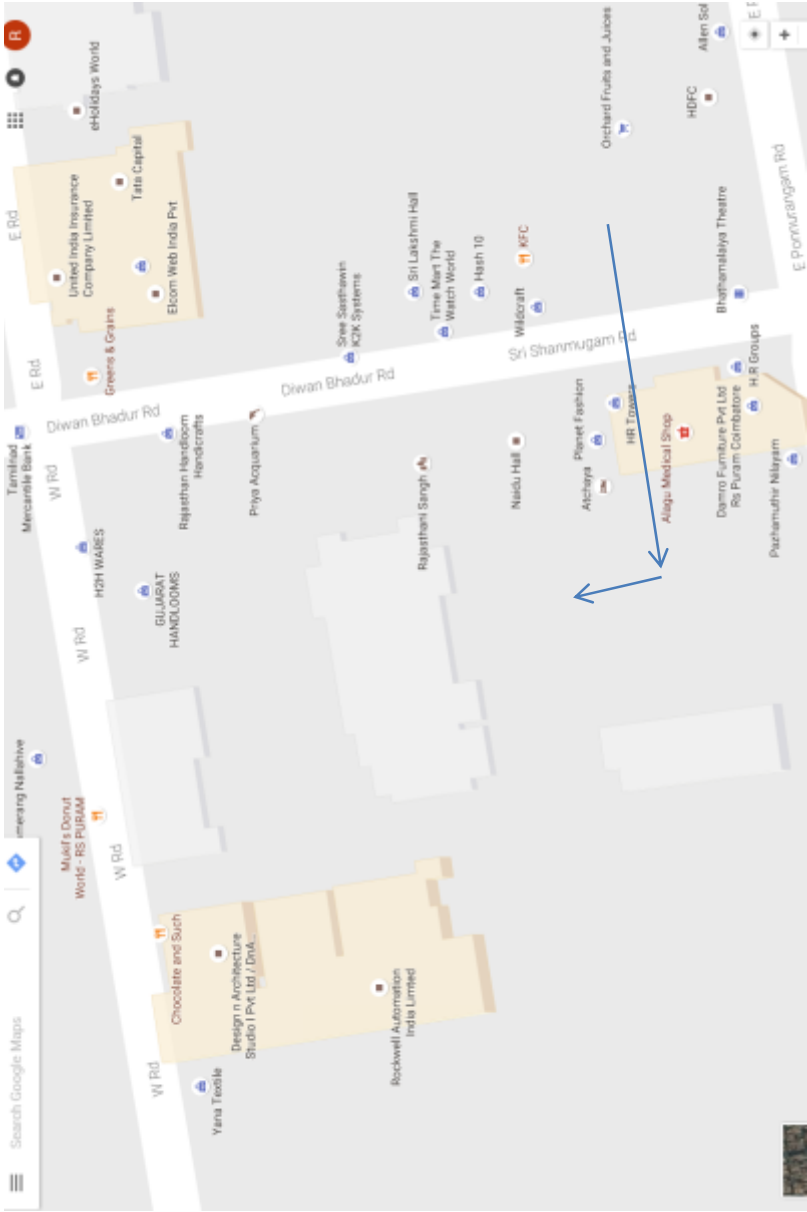 Search Google Maps
R
merang Nallahive
Tamilnad
Mercantile Bank
E Rd
E Rd
W Rd
Mukil's Donut
World - RS PURAM
W Rd
W Rd
W Rd
H2H WARES
United India Insurance
Company Limited
eHolidays World
Greens & Grains
Tata Capital
Elcom Web India Pvt
Diwan Bhadur Rd
Chocolate and Such
GUJARAT
HANDLOOMS
Rajasthan Handloom
Handicrafts
Yana Textile
Design n Architecture
Studio I Pvt Ltd / DnA...
Priya Acquarium
Diwan Bhadur Rd
Sree Sasthawin
K2K Systems
Rockwell Automation
India Limited
Rajasthani Sangh
Sri Lakshmi Hall
Time Mart The
Watch World
Hash 10
Naidu Hall
Wildcraft
KFC
Sri Shanmugam Rd
Atchaya
Planet Fashion
HR Towers
Orchard Fruits and Juices
Alagu Medical Shop
HDFC
Allen Sol
Damro Furniture Pvt Ltd
Rs Puram Coimbatore
Bhathamalaiya Theatre
H.R Groups
Pazhamuthir Nilayam
E Ponnurangam Rd